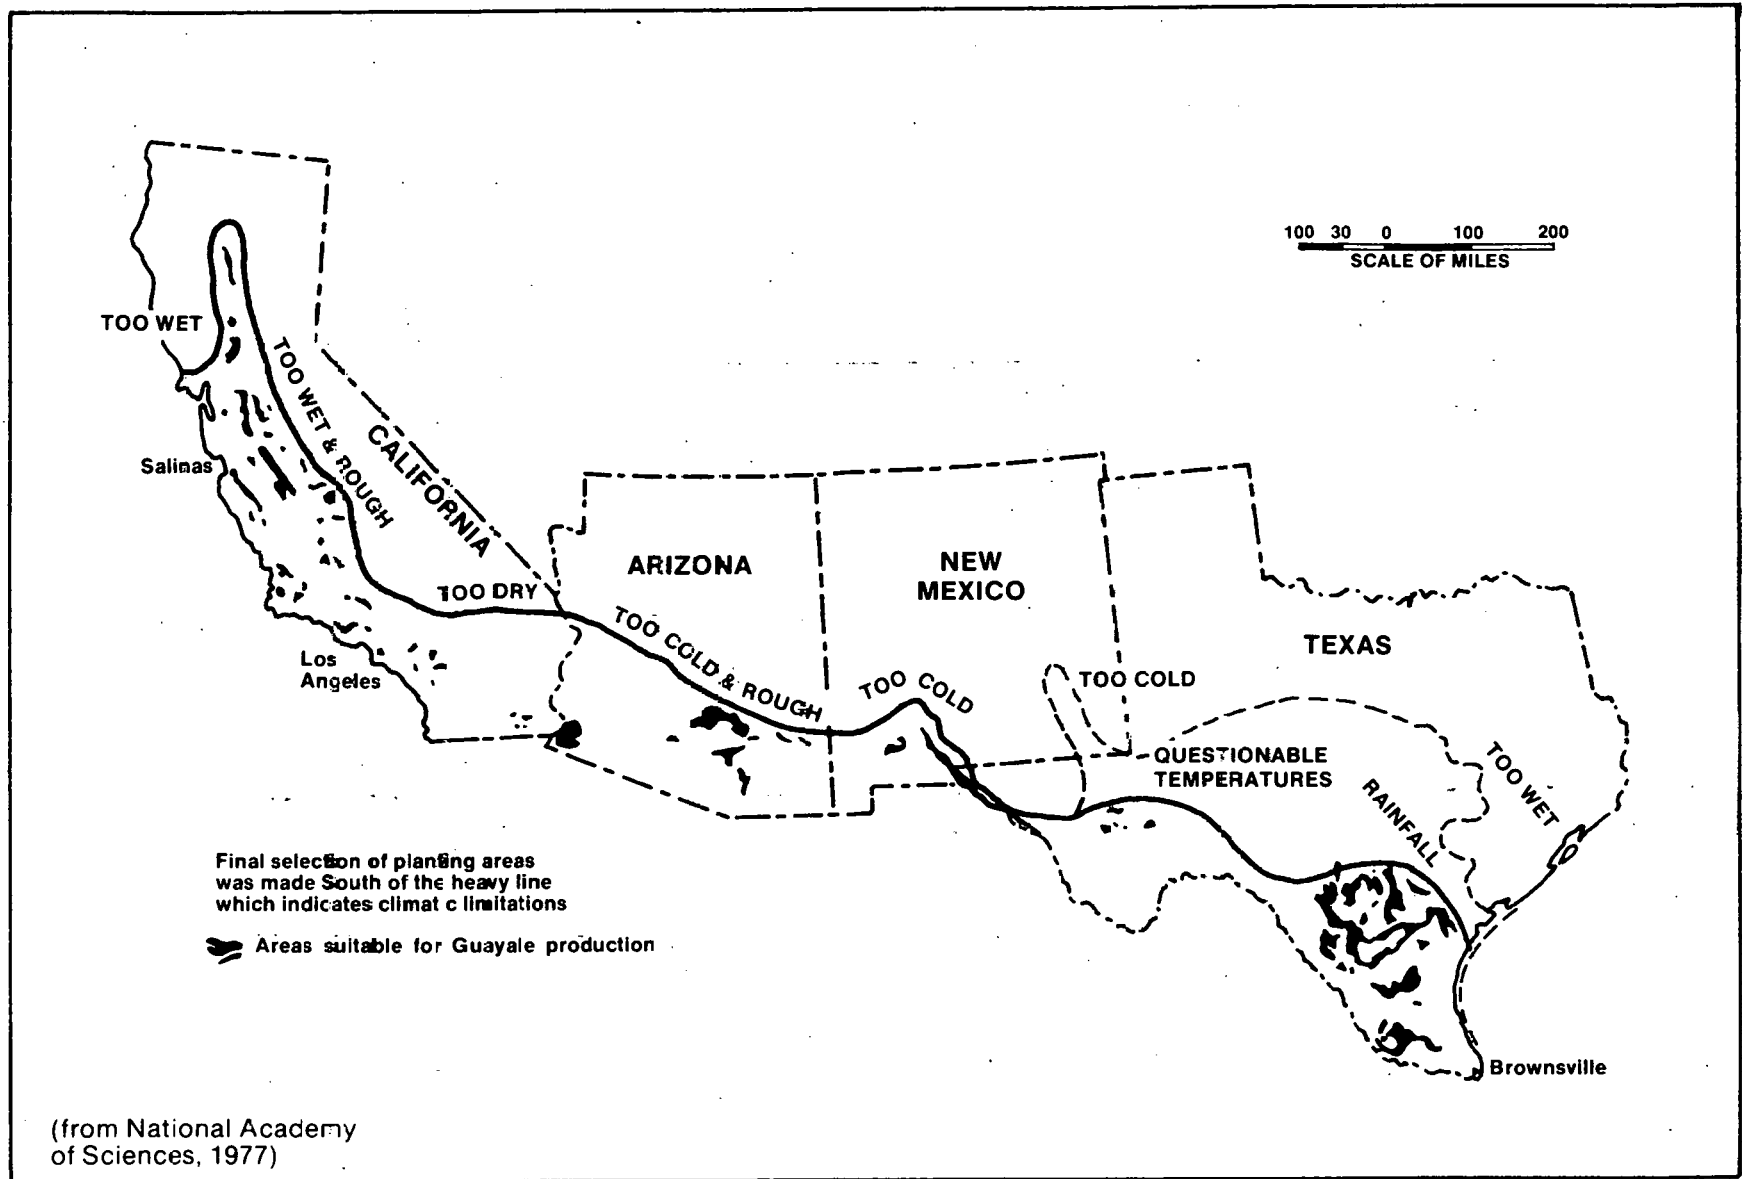 100 30 0 100 200
SCALE OF MILES
TOO WET
TOO WET & ROUGH
CALIFORNIA
Salinas
ARIZONA
NEW
MEXICO
TOO DRY
TOO COLD & ROUGH
TOO COLD
TEXAS
TOO COLD
Los
Angeles
QUESTIONABLE
TEMPERATURES
TOO WET
RAINFALL
Final selection of planting areas
was made South of the heavy line
which indicates climat c limitations
Areas suitable for Guayale production
Brownsville
(from National Academy
of Sciences, 1977)